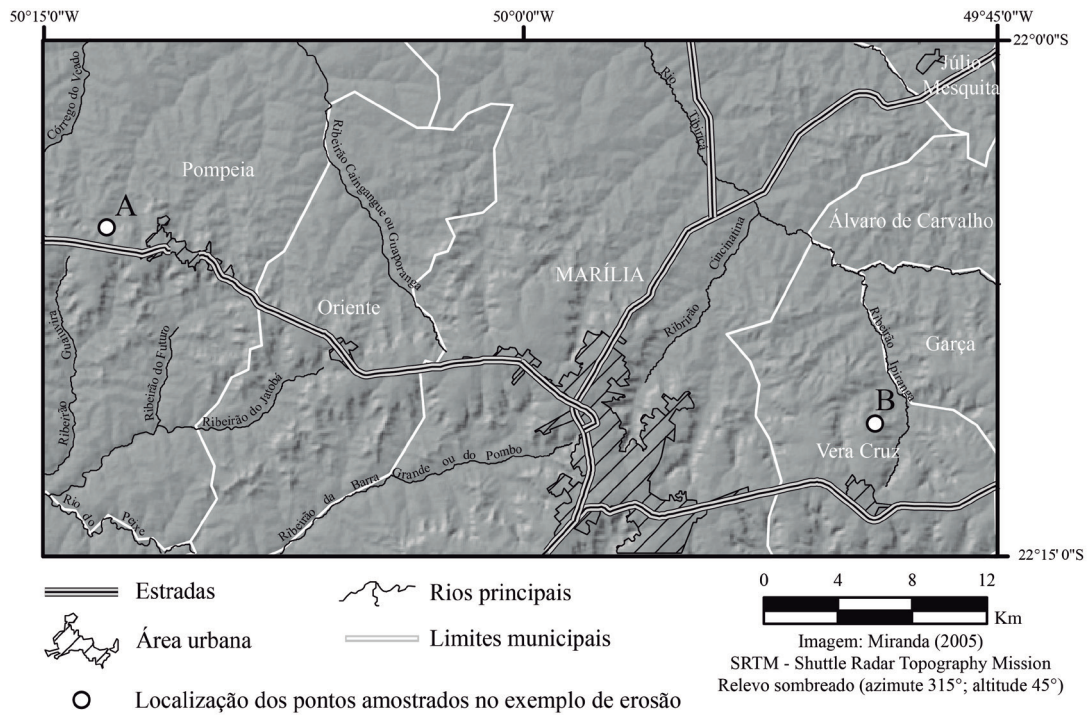 50°15'0"W
50°0'0"W
49°45'0"W
22°0'0"S
Córrego do Veado
Rio Tibiriçá
Júlio Mesquita
Pompeia
Ribeirão Caingangue ou Guaporanga
A
Álvaro de Carvalho
Cincinatina
Ribrirão
MARÍLIA
Oriente
Ribeirão Guaiuvira
Ribeirão do Futuro
Ribeirão Ipiranga
Garça
Ribeirão do Jatobá
B
Vera Cruz
Ribeirão da Barra Grande ou do Pombo
Rio do Peixe
22°15'0"S
Estradas
Rios principais
0 4 8 12
Km
Área urbana
Limites municipais
Imagem: Miranda (2005)
SRTM - Shuttle Radar Topography Mission
Relevo sombreado (azimute 315°; altitude 45°)
Localização dos pontos amostrados no exemplo de erosão